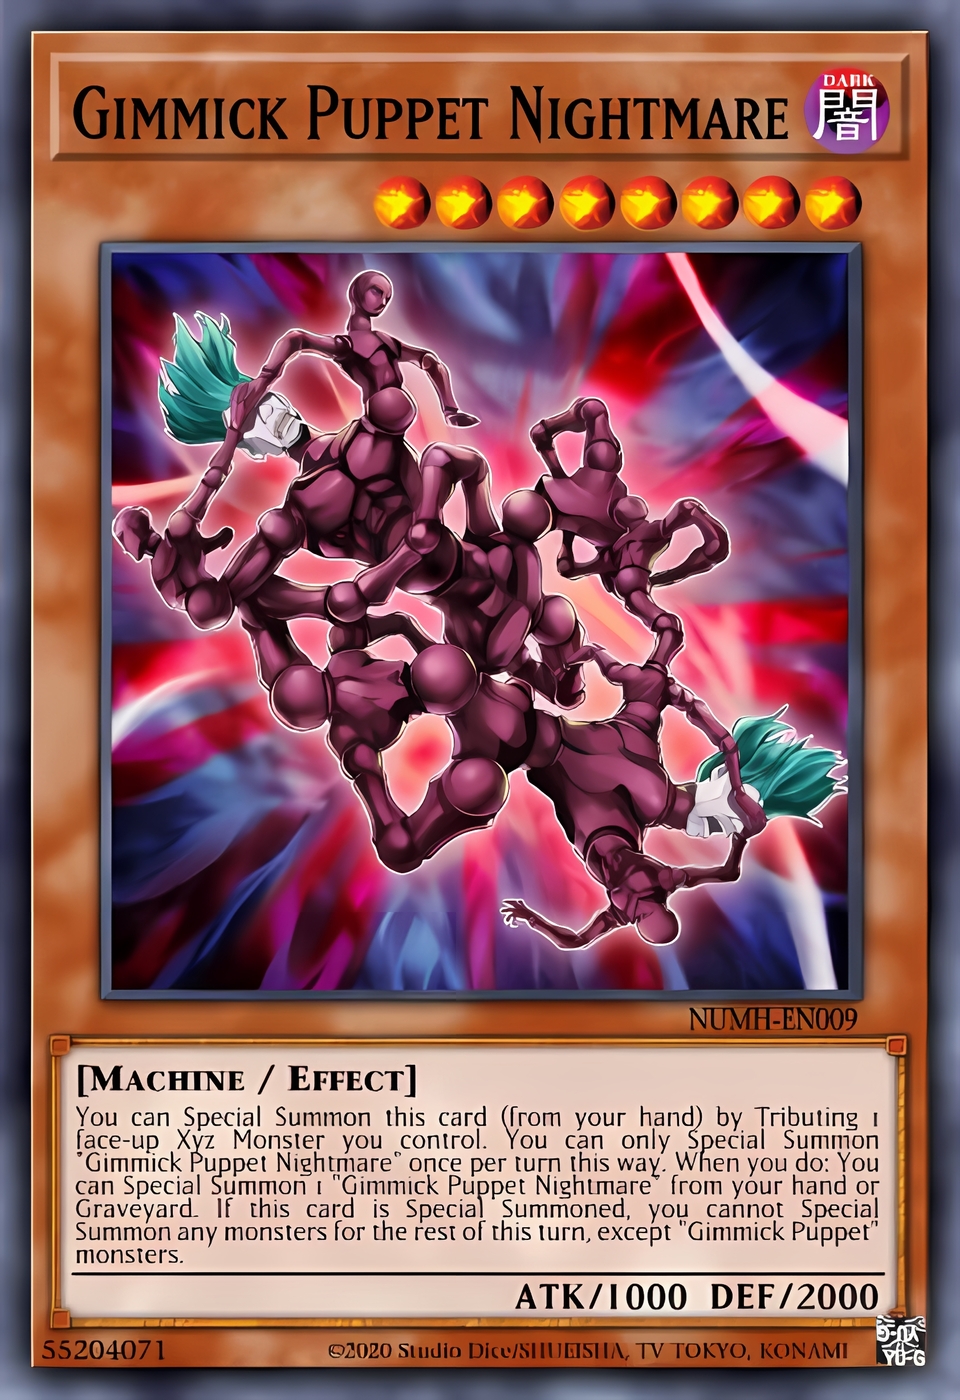 GIMMICK PUPPET NIGHTMARE
DARK
闇
NUMH-EN009
[MACHINE / EFFECT]
You can Special Summon this card (from your hand) by Tributing 1
face-up Xyz Monster you control. You can only Special Summon
"Gimmick Puppet Nightmare" once per turn this way. When you do: You
can Special Summon 1 "Gimmick Puppet Nightmare" from your hand or
Graveyard. If this card is Special Summoned, you cannot Special
Summon any monsters for the rest of this turn, except "Gimmick Puppet"
monsters.
ATK/1000 DEF/2000
55204071
©2020 Studio Dice/SHUEISHA, TV TOKYO, KONAMI